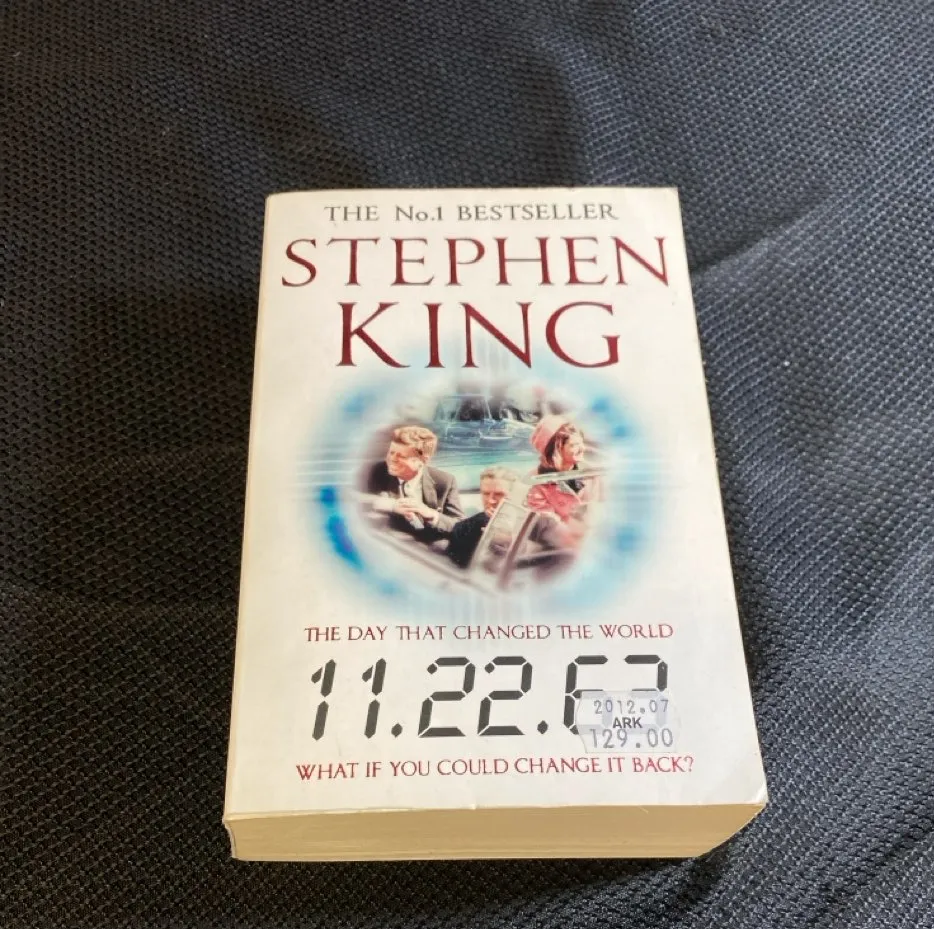 THE No.1 BESTSELLER
STEPHEN
KING
THE DAY THAT CHANGED THE WORLD
11.22.63
2012.07
ARK
129.00
WHAT IF YOU COULD CHANGE IT BACK?